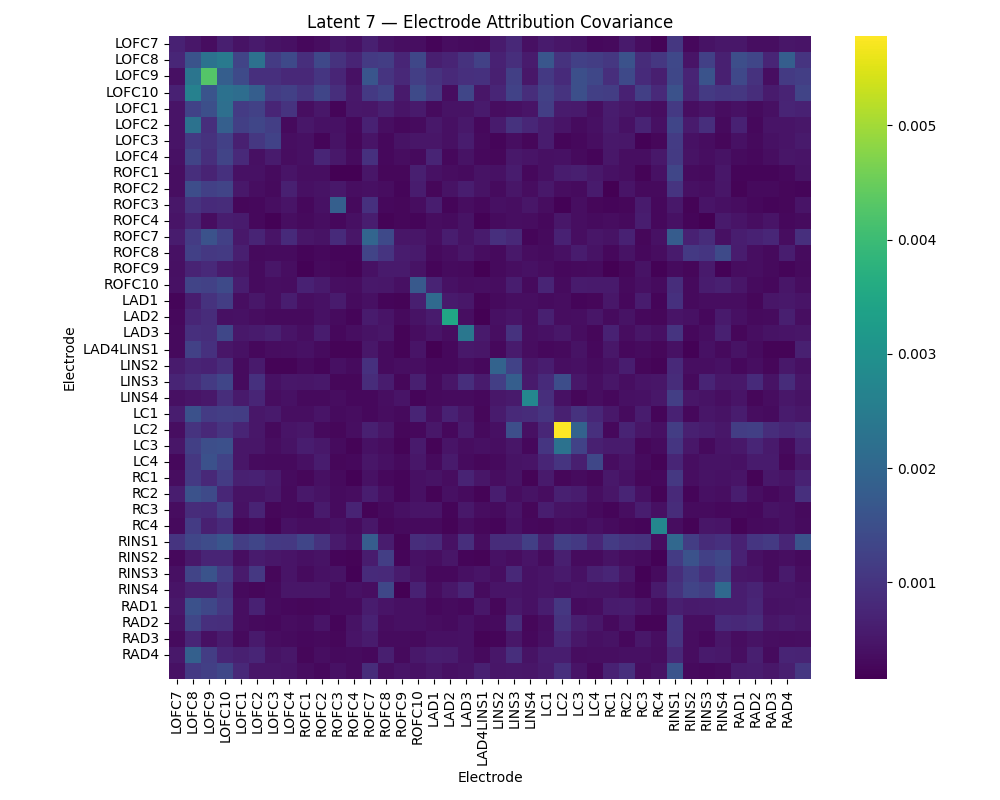 Latent 7 — Electrode Attribution Covariance
LOFC7
LOFC8
LOFC9
LOFC10
LOFC1
LOFC2
LOFC3
LOFC4
ROFC1
ROFC2
ROFC3
ROFC4
ROFC7
ROFC8
ROFC9
ROFC10
LAD1
LAD2
LAD3
LAD4LINS1
LINS2
LINS3
LINS4
LC1
LC2
LC3
LC4
RC1
RC2
RC3
RC4
RINS1
RINS2
RINS3
RINS4
RAD1
RAD2
RAD3
RAD4
Electrode
LOFC7
LOFC8
LOFC9
LOFC10
LOFC1
LOFC2
LOFC3
LOFC4
ROFC1
ROFC2
ROFC3
ROFC4
ROFC7
ROFC8
ROFC9
ROFC10
LAD1
LAD2
LAD3
LAD4LINS1
LINS2
LINS3
LINS4
LC1
LC2
LC3
LC4
RC1
RC2
RC3
RC4
RINS1
RINS2
RINS3
RINS4
RAD1
RAD2
RAD3
RAD4
Electrode
0.005
0.004
0.003
0.002
0.001